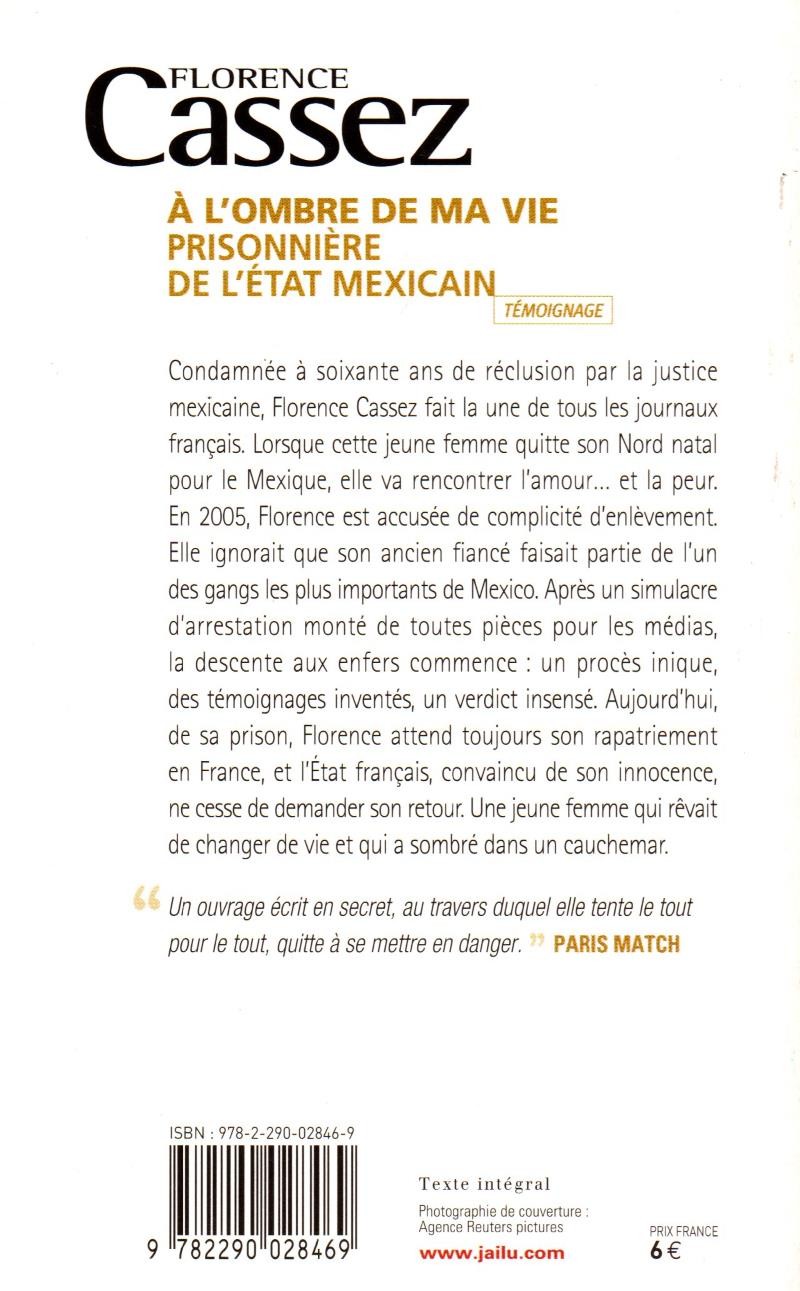 FLORENCE
Cassez
À L'OMBRE DE MA VIE
PRISONNIÈRE
DE L'ÉTAT MEXICAIN
TÉMOIGNAGE
Condamnée à soixante ans de réclusion par la justice
mexicaine, Florence Cassez fait la une de tous les journaux
français. Lorsque cette jeune femme quitte son Nord natal
pour le Mexique, elle va rencontrer l'amour... et la peur.
En 2005, Florence est accusée de complicité d'enlèvement.
Elle ignorait que son ancien fiancé faisait partie de l'un
des gangs les plus importants de Mexico. Après un simulacre
d'arrestation monté de toutes pièces pour les médias,
la descente aux enfers commence : un procès inique,
des témoignages inventés, un verdict insensé. Aujourd'hui,
de sa prison, Florence attend toujours son rapatriement
en France, et l'État français, convaincu de son innocence,
ne cesse de demander son retour. Une jeune femme qui rêvait
de changer de vie et qui a sombré dans un cauchemar.
“ Un ouvrage écrit en secret, au travers duquel elle tente le tout
pour le tout, quitte à se mettre en danger. ” PARIS MATCH
ISBN : 978-2-290-02846-9
9 782290 028469
Texte intégral
Photographie de couverture :
Agence Reuters pictures
www.jailu.com
PRIX FRANCE
6 €